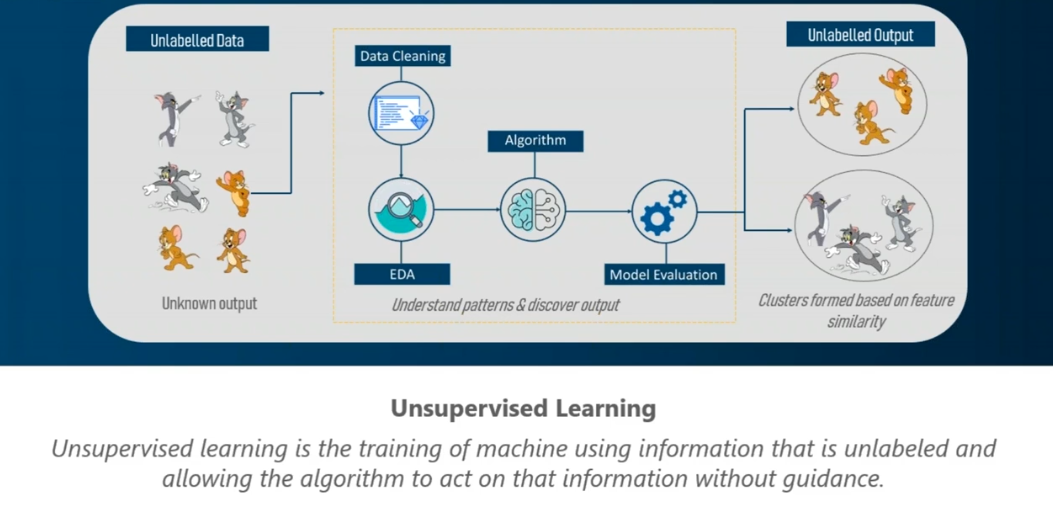 Unlabelled Data
Unlabelled Output
Data Cleaning
Algorithm
EDA
Model Evaluation
Unknown output
Understand patterns & discover output
Clusters formed based on feature
similarity
Unsupervised Learning
Unsupervised learning is the training of machine using information that is unlabeled and
allowing the algorithm to act on that information without guidance.